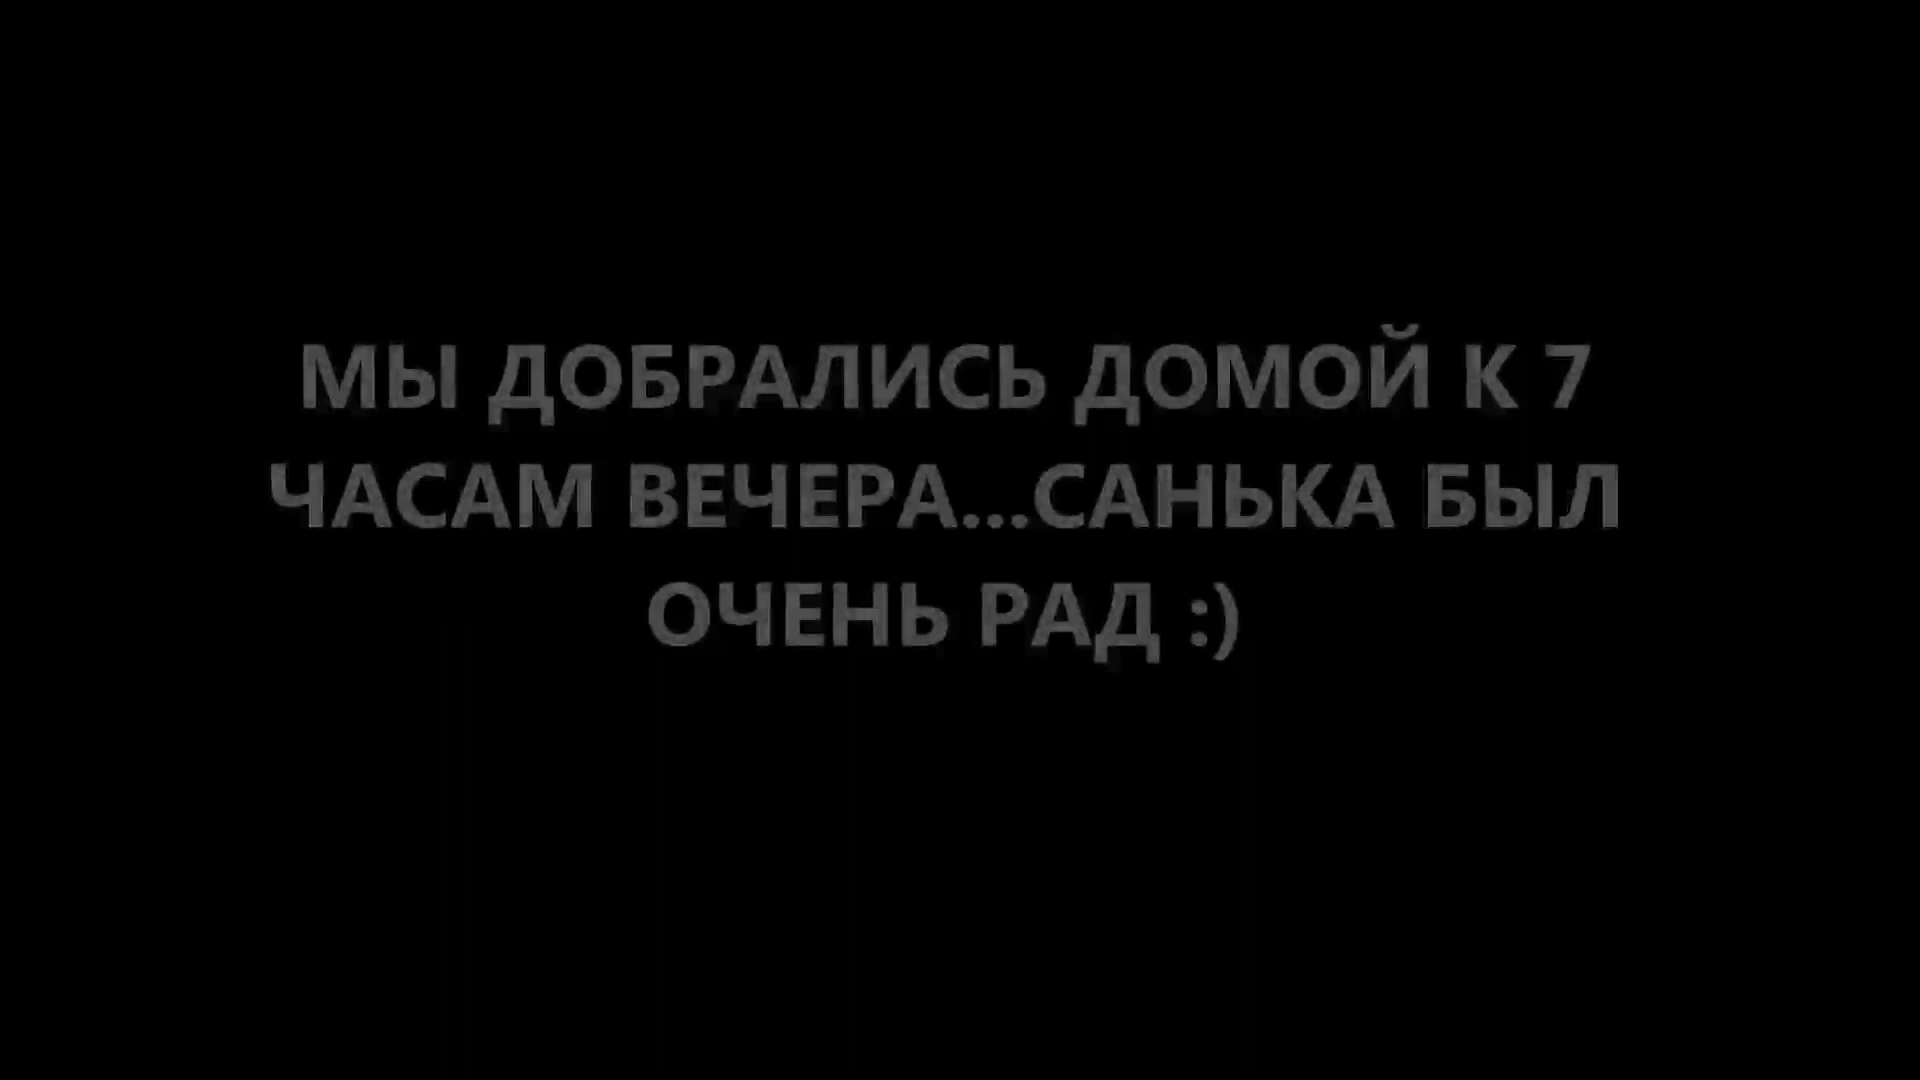 МЫ ДОБРАЛИСЬ ДОМОЙ К 7
ЧАСАМ ВЕЧЕРА...САНЬКА БЫЛ
ОЧЕНЬ РАД :)